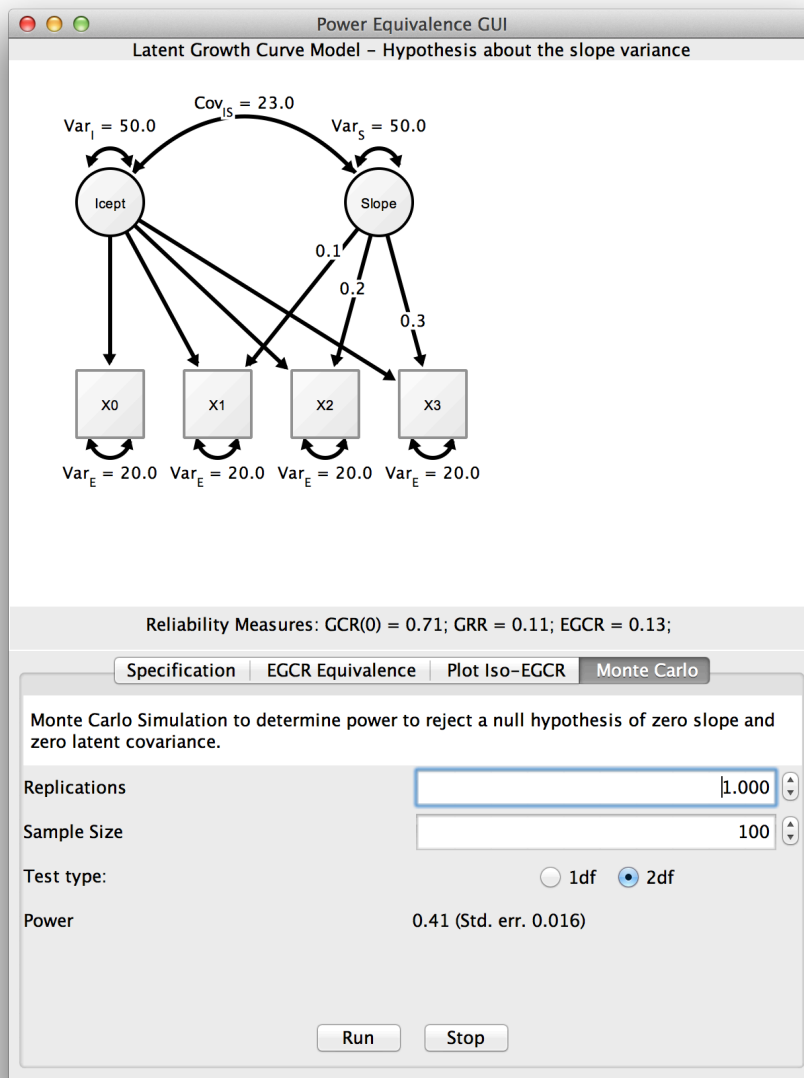 Power Equivalence GUI
Latent Growth Curve Model – Hypothesis about the slope variance
Cov_IS = 23.0
Var_I = 50.0 Var_S = 50.0
Icept Slope
0.1
0.2
0.3
X0 X1 X2 X3
Var_E = 20.0 Var_E = 20.0 Var_E = 20.0 Var_E = 20.0
Reliability Measures: GCR(0) = 0.71; GRR = 0.11; EGCR = 0.13;
Specification EGCR Equivalence Plot Iso-EGCR Monte Carlo
Monte Carlo Simulation to determine power to reject a null hypothesis of zero slope and
zero latent covariance.
Replications 1.000
Sample Size 100
Test type: 1df 2df
Power 0.41 (Std. err. 0.016)
Run Stop